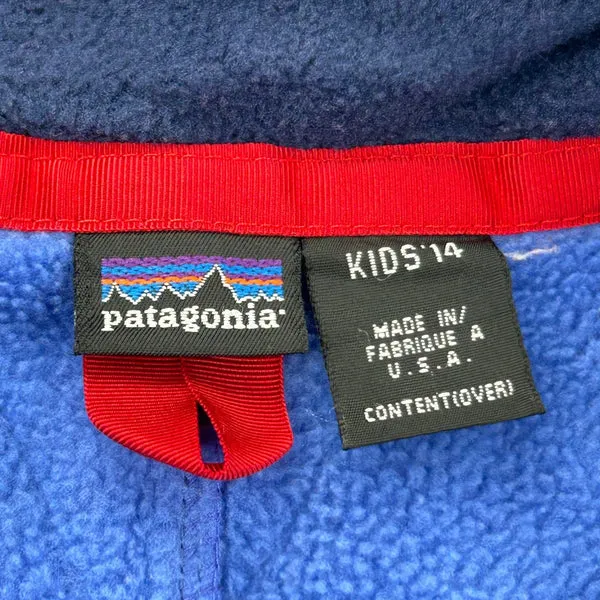 patagonia
KIDS'14
MADE IN/
FABRIQUE A
U.S.A.
CONTENT(OVER)